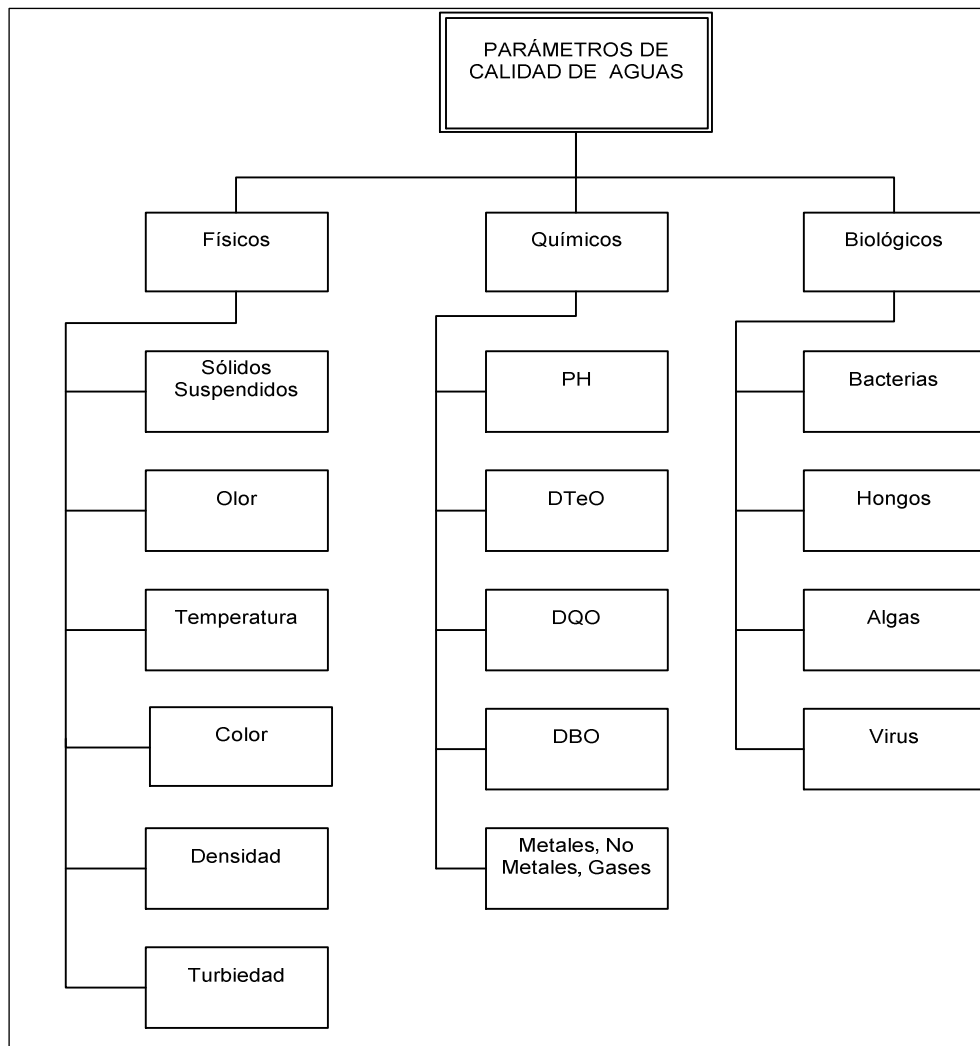 PARÁMETROS DE
CALIDAD DE AGUAS
Físicos
Químicos
Biológicos
Sólidos
Suspendidos
PH
Bacterias
Olor
DTeO
Hongos
Temperatura
DQO
Algas
Color
DBO
Virus
Densidad
Metales, No
Metales, Gases
Turbiedad